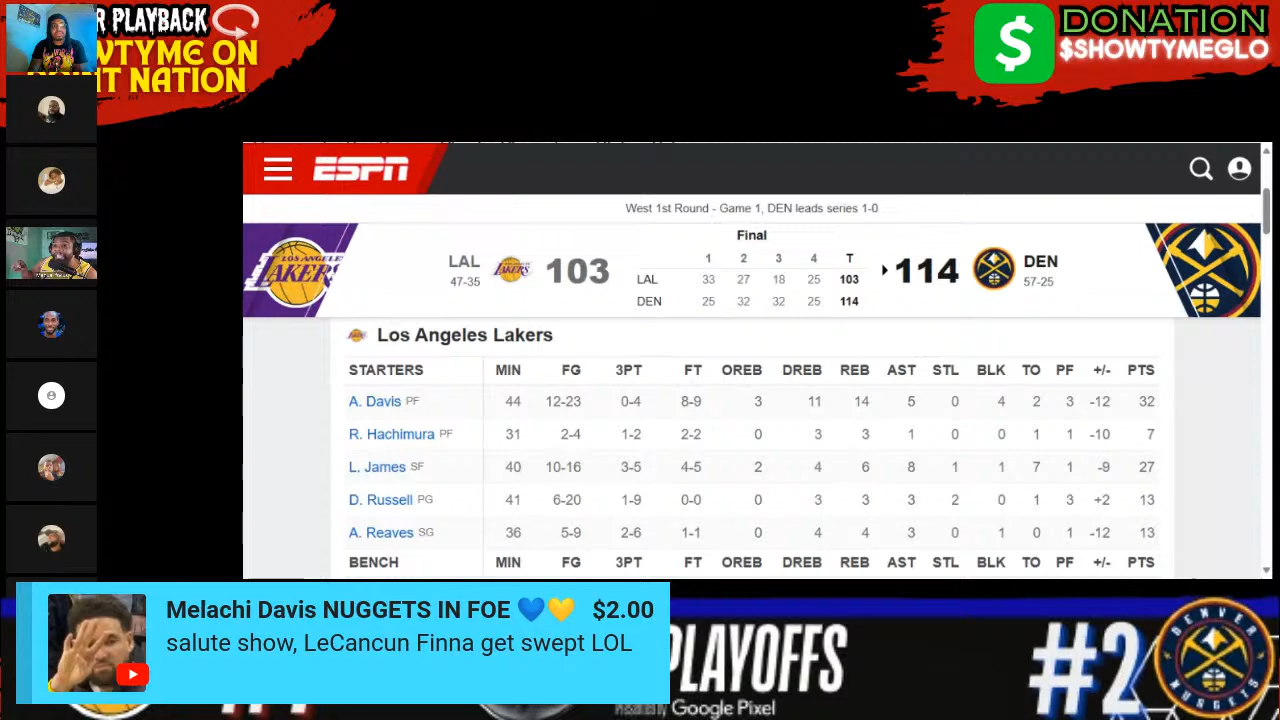 R PLAYBACK
WTYME ON
POINT NATION
DONATION
$SHOWTYMEGLO
ESPN
West 1st Round - Game 1, DEN leads series 1-0
Final
LAL
47-35
LAKERS
103
1 2 3 4 T
LAL 33 27 18 25 103
DEN 25 32 32 25 114
114
DEN
57-25
LOS ANGELES
LAKERS
Los Angeles Lakers
STARTERS MIN FG 3PT FT OREB DREB REB AST STL BLK TO PF +/- PTS
A. Davis PF 44 12-23 0-4 8-9 3 11 14 5 0 4 2 3 -12 32
R. Hachimura PF 31 2-4 1-2 2-2 0 3 3 1 0 0 1 1 -10 7
L. James SF 40 10-16 3-5 4-5 2 4 6 8 1 1 7 1 -9 27
D. Russell PG 41 6-20 1-9 0-0 0 3 3 3 2 0 1 3 +2 13
A. Reaves SG 36 5-9 2-6 1-1 0 4 4 3 0 1 0 1 -12 13
BENCH MIN FG 3PT FT OREB DREB REB AST STL BLK TO PF +/- PTS
Melachi Davis NUGGETS IN FOE 💙💛 $2.00
salute show, LeCancun Finna get swept LOL
PLAYOFFS
Google Pixel
#2
DENVER
NUGGETS